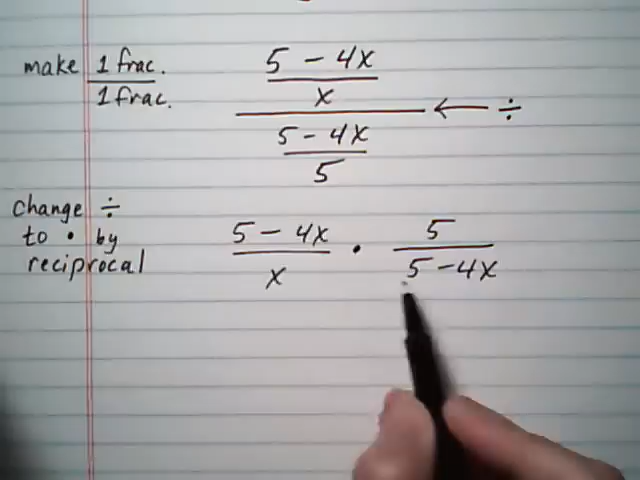 make 1 frac.
1 frac.
5 - 4x
x
← ÷
5 - 4x
5
change ÷
to • by
reciprocal
5 - 4x • 5
x 5 - 4x